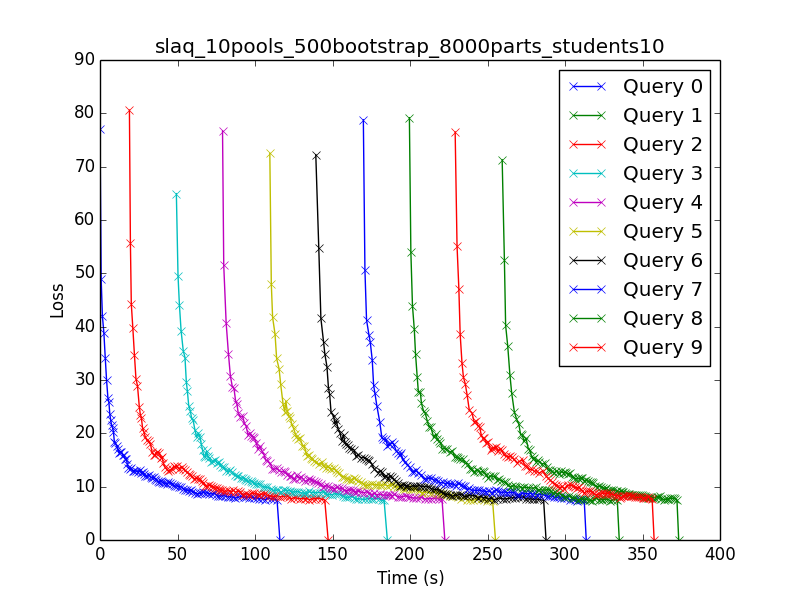 slaq_10pools_500bootstrap_8000parts_students10
90
80
70
60
50
40
30
20
10
0
Loss
Query 0
Query 1
Query 2
Query 3
Query 4
Query 5
Query 6
Query 7
Query 8
Query 9
0 50 100 150 200 250 300 350 400
Time (s)